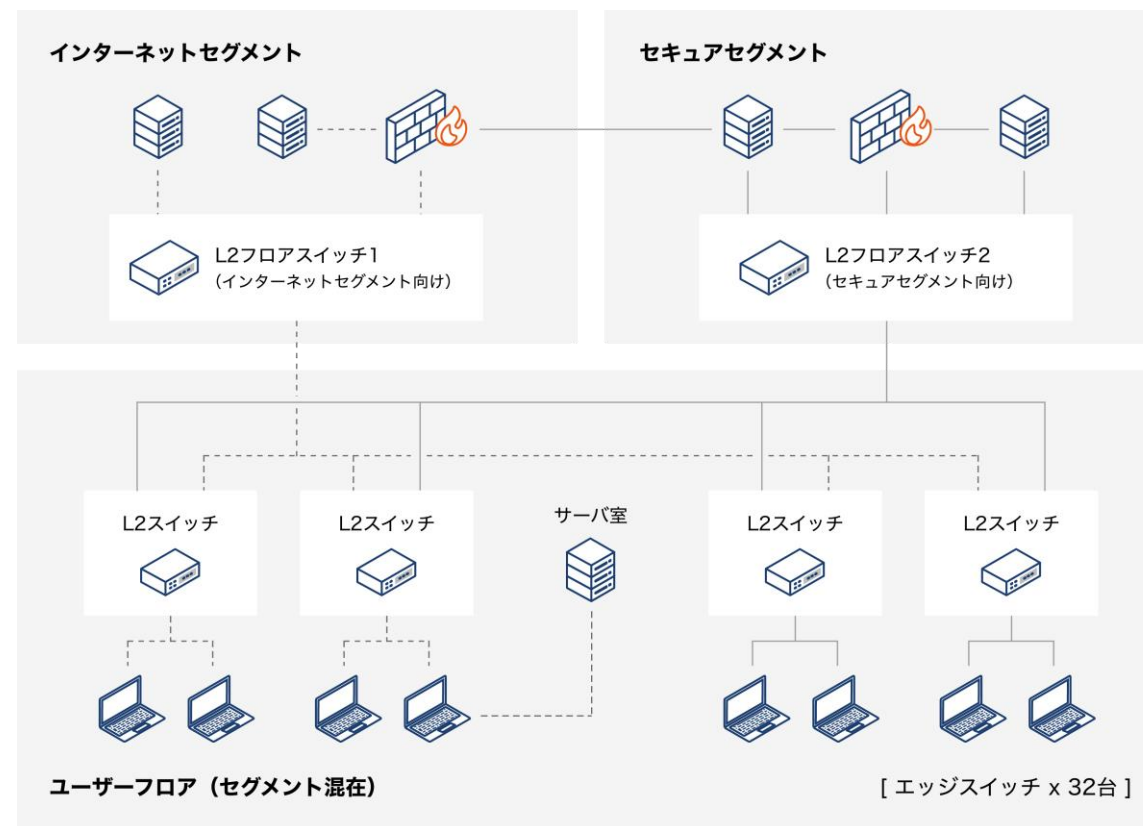 インターネットセグメント
セキュアセグメント
L2フロアスイッチ1
（インターネットセグメント向け）
L2フロアスイッチ2
（セキュアセグメント向け）
L2スイッチ
L2スイッチ
サーバ室
L2スイッチ
L2スイッチ
ユーザーフロア（セグメント混在）
[ エッジスイッチ x 32台 ]